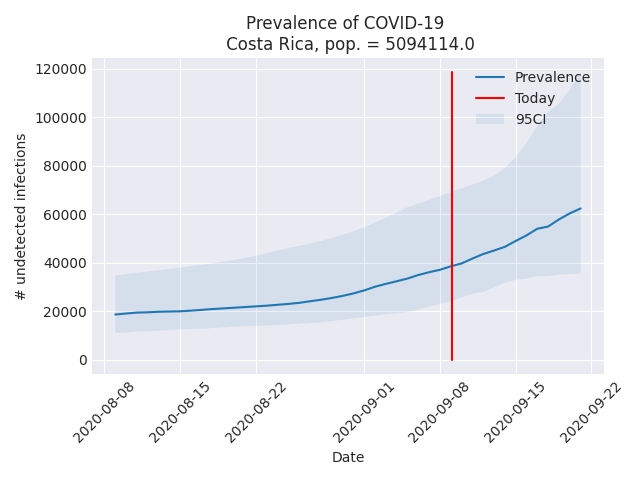 Prevalence of COVID-19
Costa Rica, pop. = 5094114.0
120000
100000
80000
60000
40000
20000
0
# undetected infections
Prevalence
Today
95CI
2020-08-08
2020-08-15
2020-08-22
2020-09-01
2020-09-08
2020-09-15
2020-09-22
Date